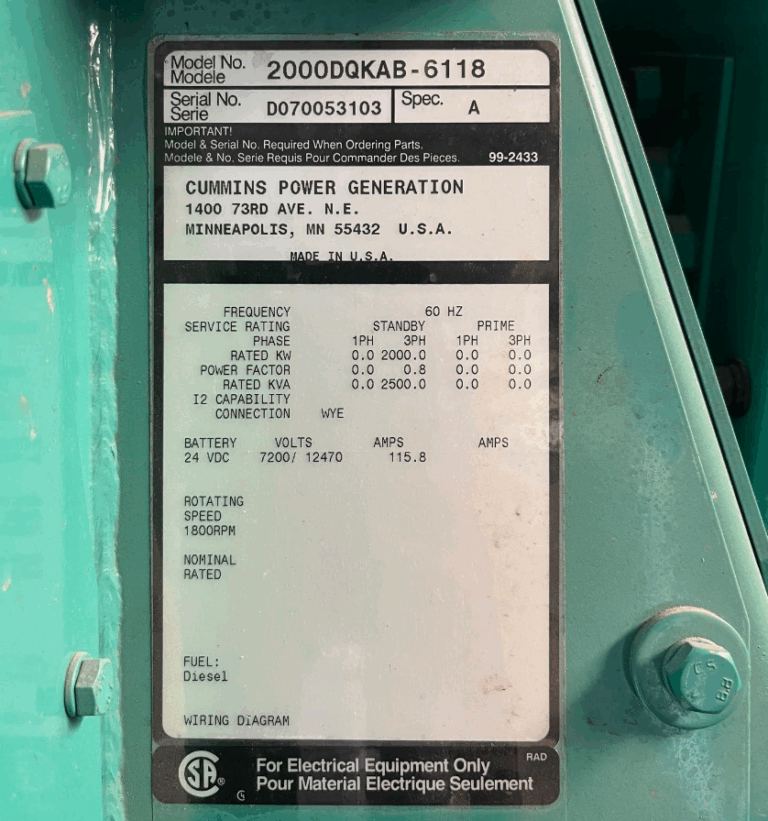 Model No. 2000DQKAB-6118
Modele
Serial No. D070053103 Spec. A
Serie
IMPORTANT!
Model & Serial No. Required When Ordering Parts.
Modele & No. Serie Requis Pour Commander Des Pieces. 99-2433
CUMMINS POWER GENERATION
1400 73RD AVE. N.E.
MINNEAPOLIS, MN 55432 U.S.A.
MADE IN U.S.A.
FREQUENCY 60 HZ
SERVICE RATING STANDBY PRIME
PHASE 1PH 3PH 1PH 3PH
RATED KW 0.0 2000.0 0.0 0.0
POWER FACTOR 0.0 0.8 0.0 0.0
RATED KVA 0.0 2500.0 0.0 0.0
I2 CAPABILITY
CONNECTION WYE
BATTERY VOLTS AMPS AMPS
24 VDC 7200/ 12470 115.8
ROTATING
SPEED
1800RPM
NOMINAL
RATED
FUEL:
Diesel
WIRING DIAGRAM
RAD
SA ®
For Electrical Equipment Only
Pour Material Electrique Seulement